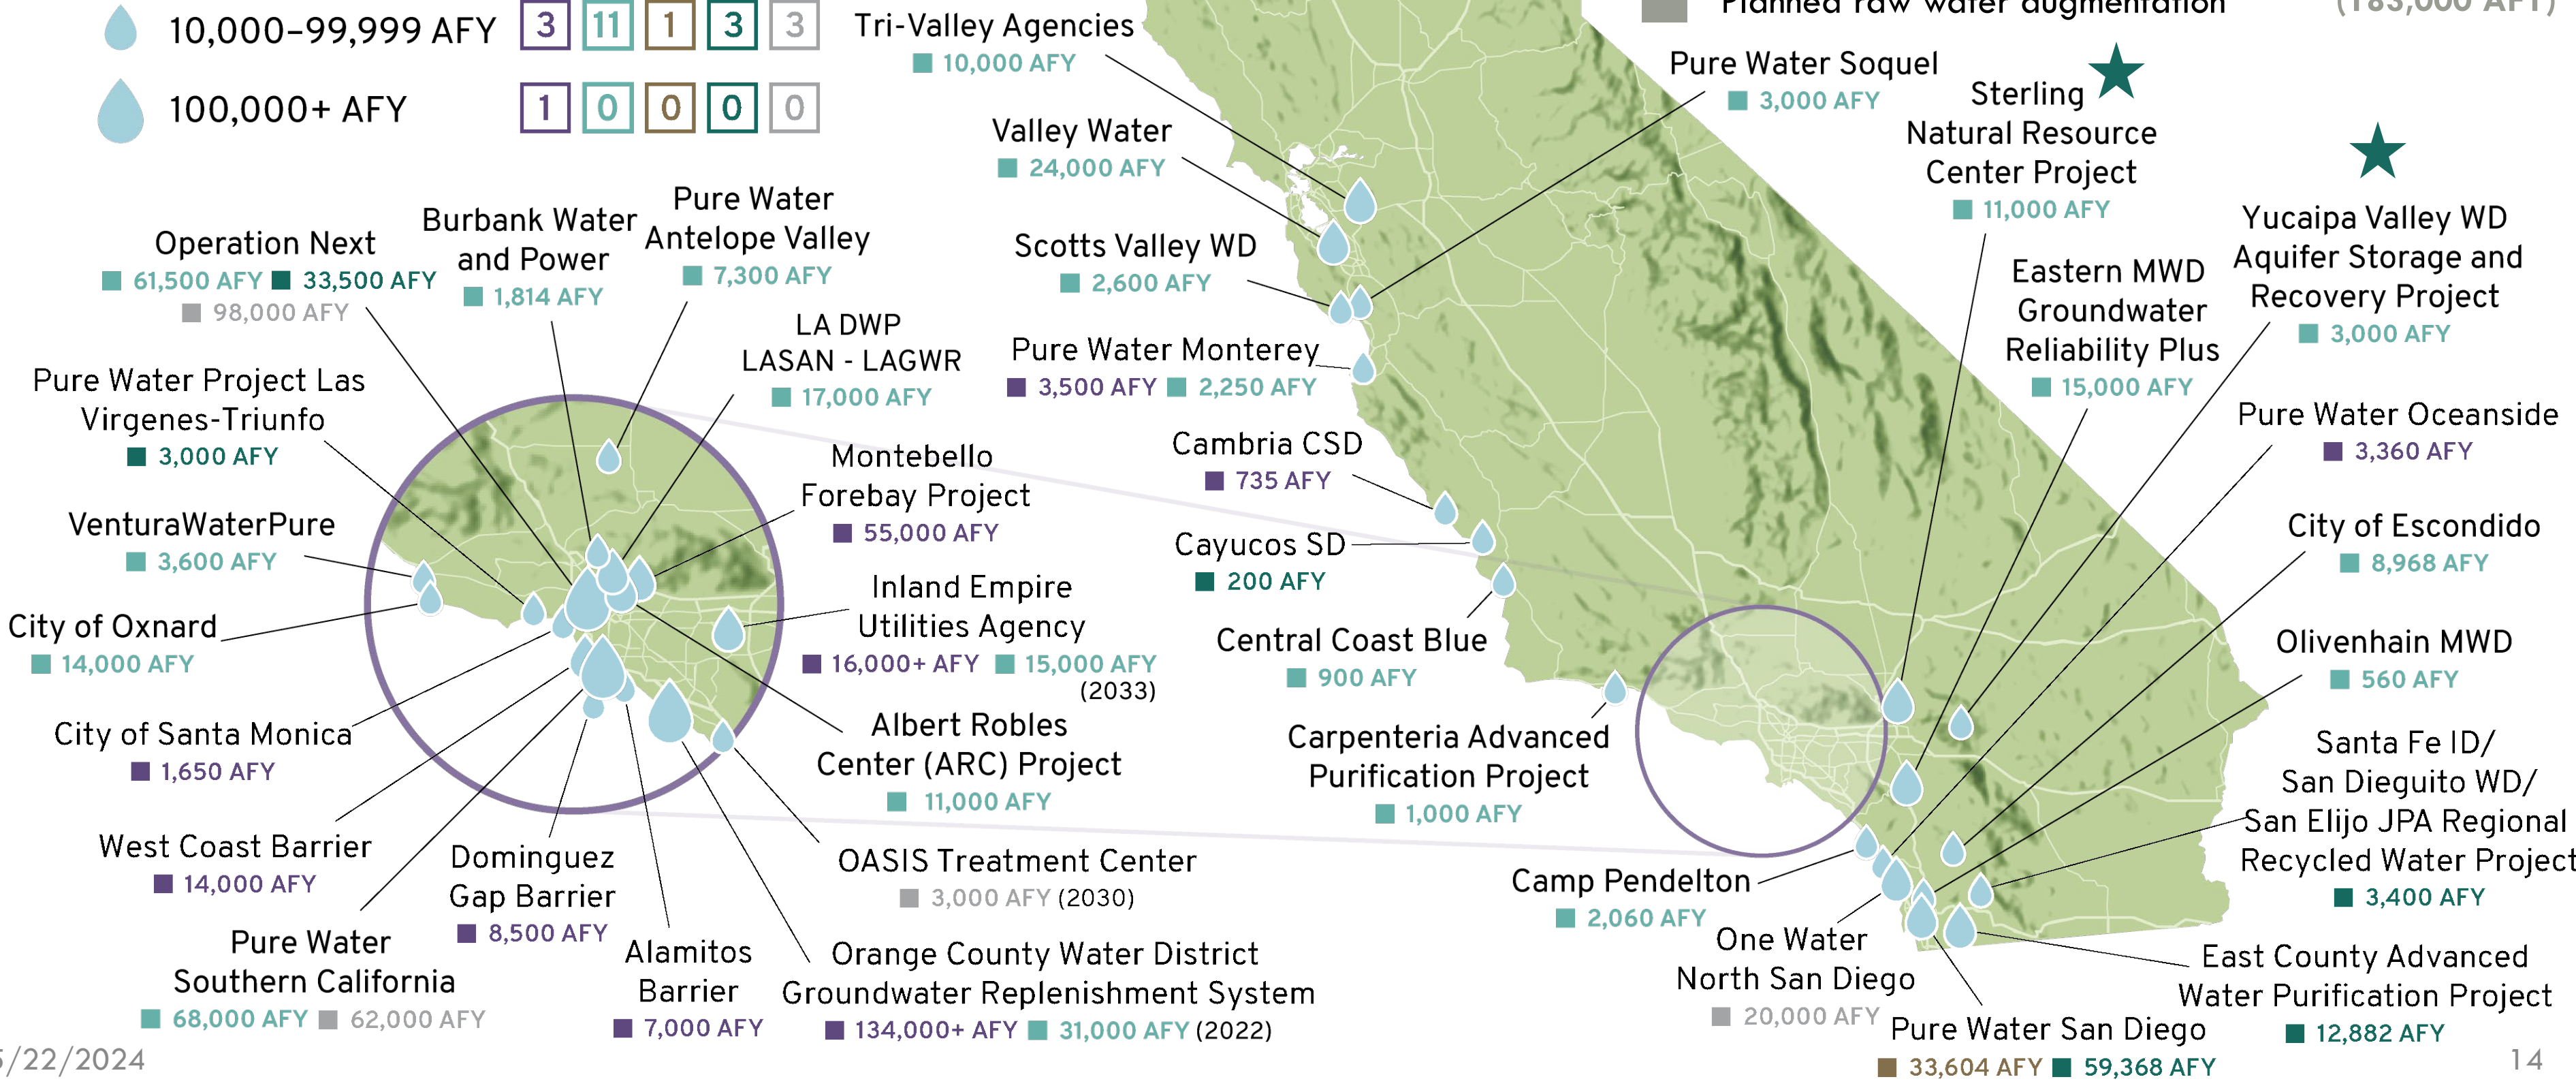 10,000–99,999 AFY 3 11 1 3 3
100,000+ AFY 1 0 0 0 0
Planned raw water augmentation (183,000 AFY)
Tri-Valley Agencies
10,000 AFY
Valley Water
24,000 AFY
Scotts Valley WD
2,600 AFY
Pure Water Monterey
3,500 AFY 2,250 AFY
Cambria CSD
735 AFY
Cayucos SD
200 AFY
Central Coast Blue
900 AFY
Carpenteria Advanced
Purification Project
1,000 AFY
Pure Water Soquel
3,000 AFY
Sterling
Natural Resource
Center Project
11,000 AFY
Eastern MWD
Groundwater
Reliability Plus
15,000 AFY
Yucaipa Valley WD
Aquifer Storage and
Recovery Project
3,000 AFY
Pure Water Oceanside
3,360 AFY
City of Escondido
8,968 AFY
Olivenhain MWD
560 AFY
Santa Fe ID/
San Dieguito WD/
San Elijo JPA Regional
Recycled Water Project
3,400 AFY
East County Advanced
Water Purification Project
12,882 AFY
Camp Pendelton
2,060 AFY
One Water
North San Diego
20,000 AFY
Pure Water San Diego
33,604 AFY 59,368 AFY
Operation Next
61,500 AFY 33,500 AFY
98,000 AFY
Burbank Water
and Power
1,814 AFY
Pure Water
Antelope Valley
7,300 AFY
LA DWP
LASAN - LAGWR
17,000 AFY
Pure Water Project Las
Virgenes-Triunfo
3,000 AFY
Montebello
Forebay Project
55,000 AFY
VenturaWaterPure
3,600 AFY
Inland Empire
Utilities Agency
16,000+ AFY 15,000 AFY
(2033)
City of Oxnard
14,000 AFY
City of Santa Monica
1,650 AFY
Albert Robles
Center (ARC) Project
11,000 AFY
West Coast Barrier
14,000 AFY
Dominguez
Gap Barrier
8,500 AFY
OASIS Treatment Center
3,000 AFY (2030)
Pure Water
Southern California
68,000 AFY 62,000 AFY
Alamitos
Barrier
7,000 AFY
Orange County Water District
Groundwater Replenishment System
134,000+ AFY 31,000 AFY (2022)
5/22/2024
14